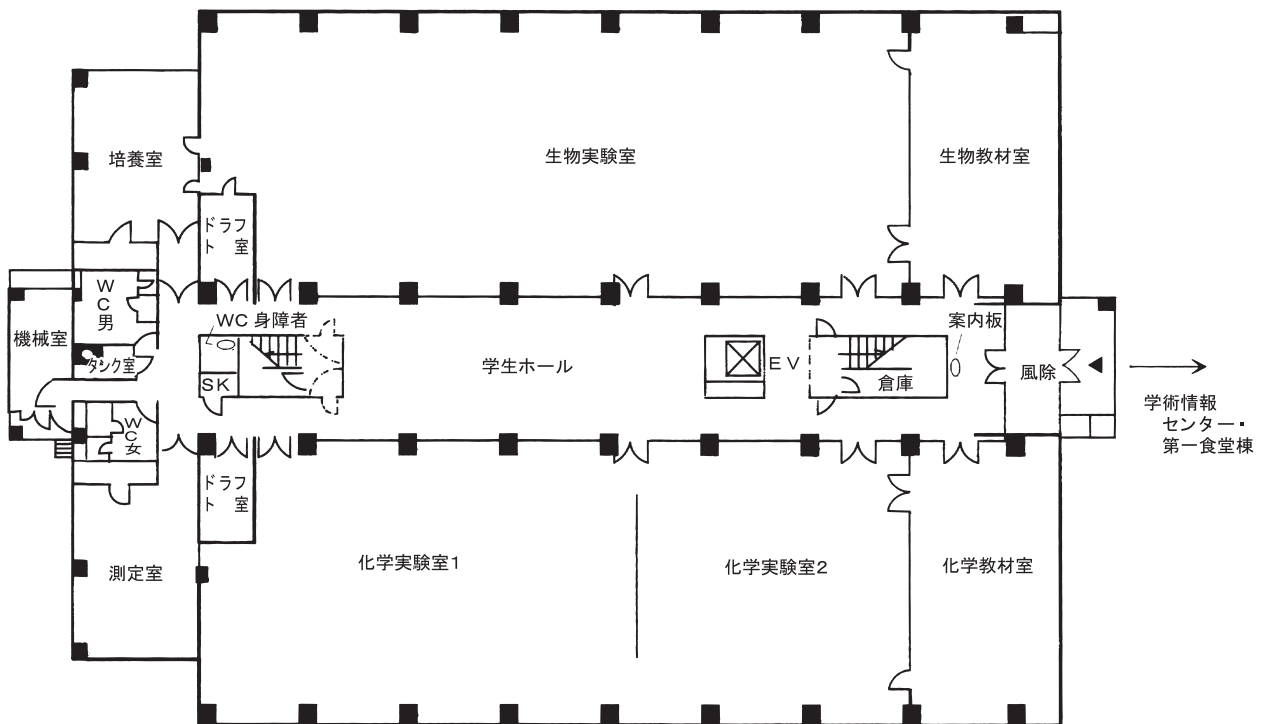 培養室
生物実験室
生物教材室
ドラフ
ト 室
WC男
機械室
タンク室
WC 身障者
SK
学生ホール
EV
倉庫
案内板
風除
学術情報
センター・
第一食堂棟
WC女
ドラフ
ト 室
測定室
化学実験室1
化学実験室2
化学教材室